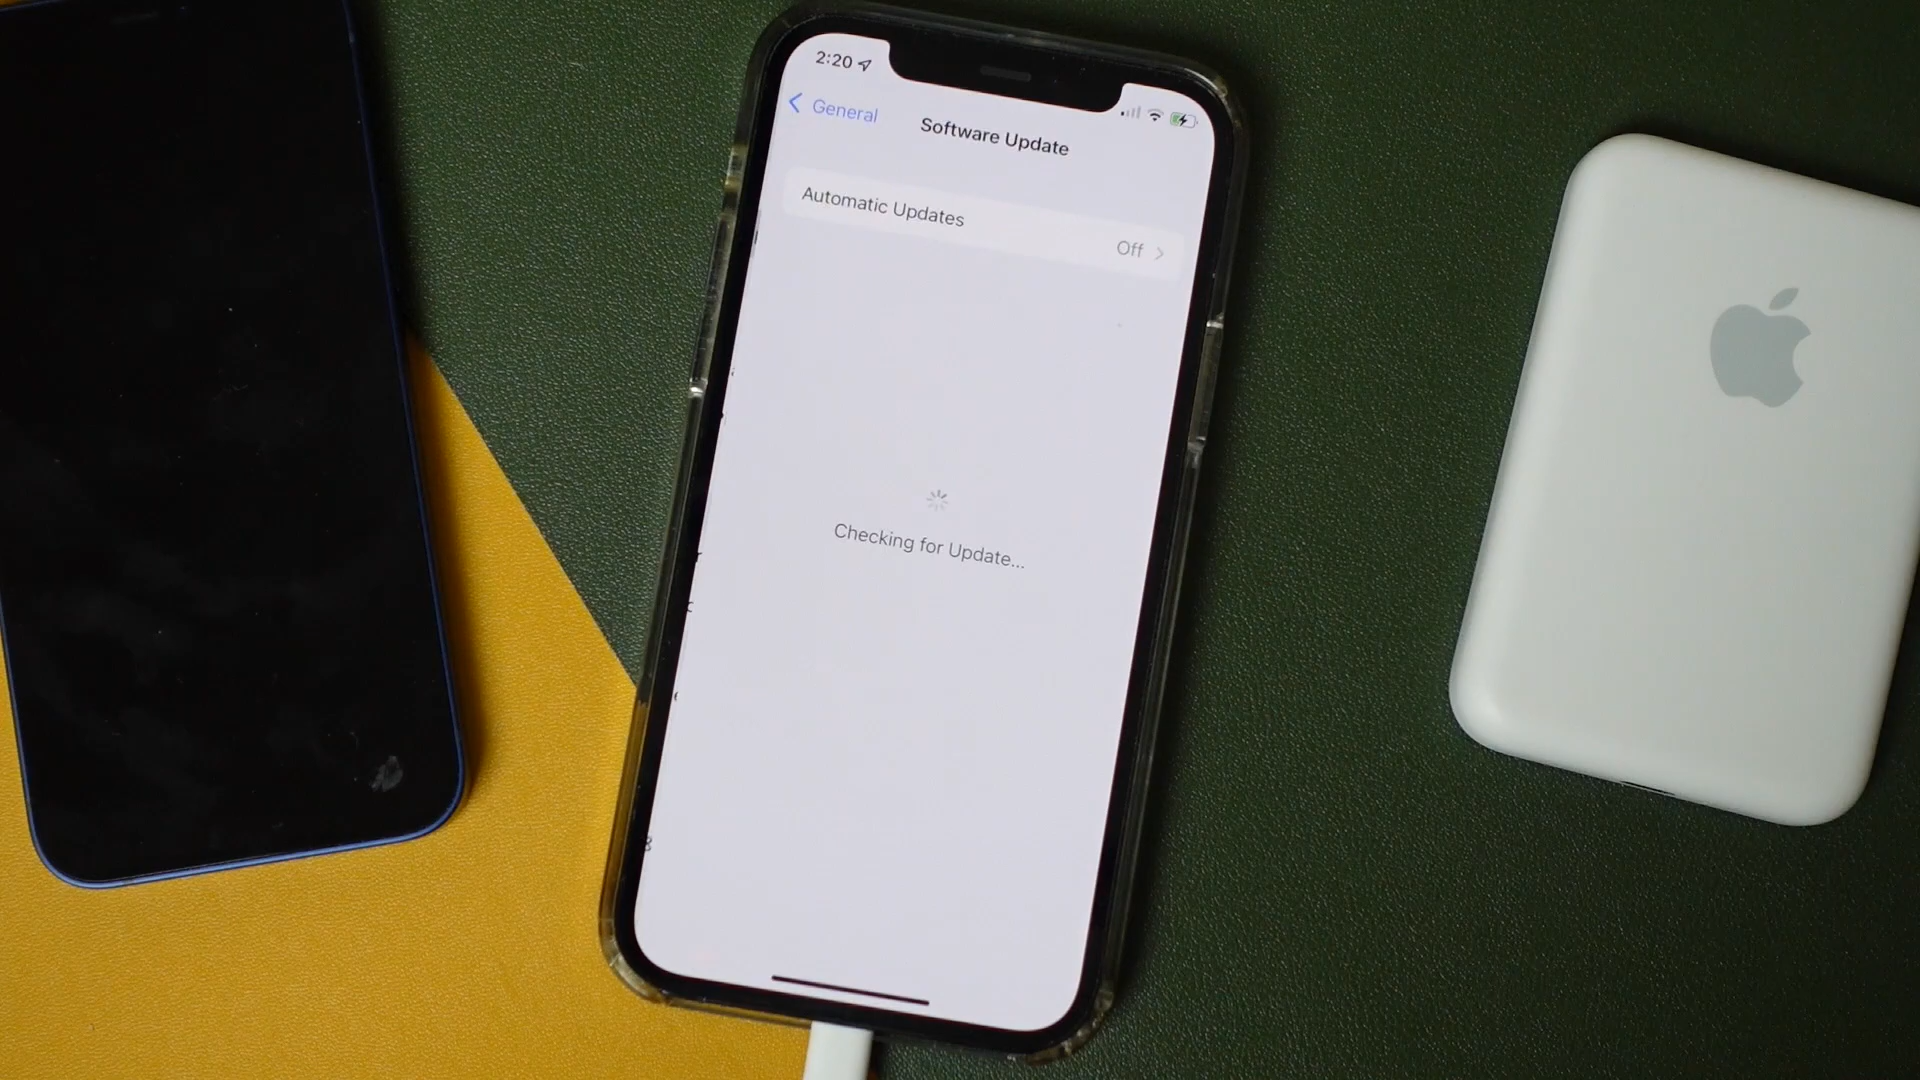 2:20
General
Software Update
Automatic Updates
Off
Checking for Update...